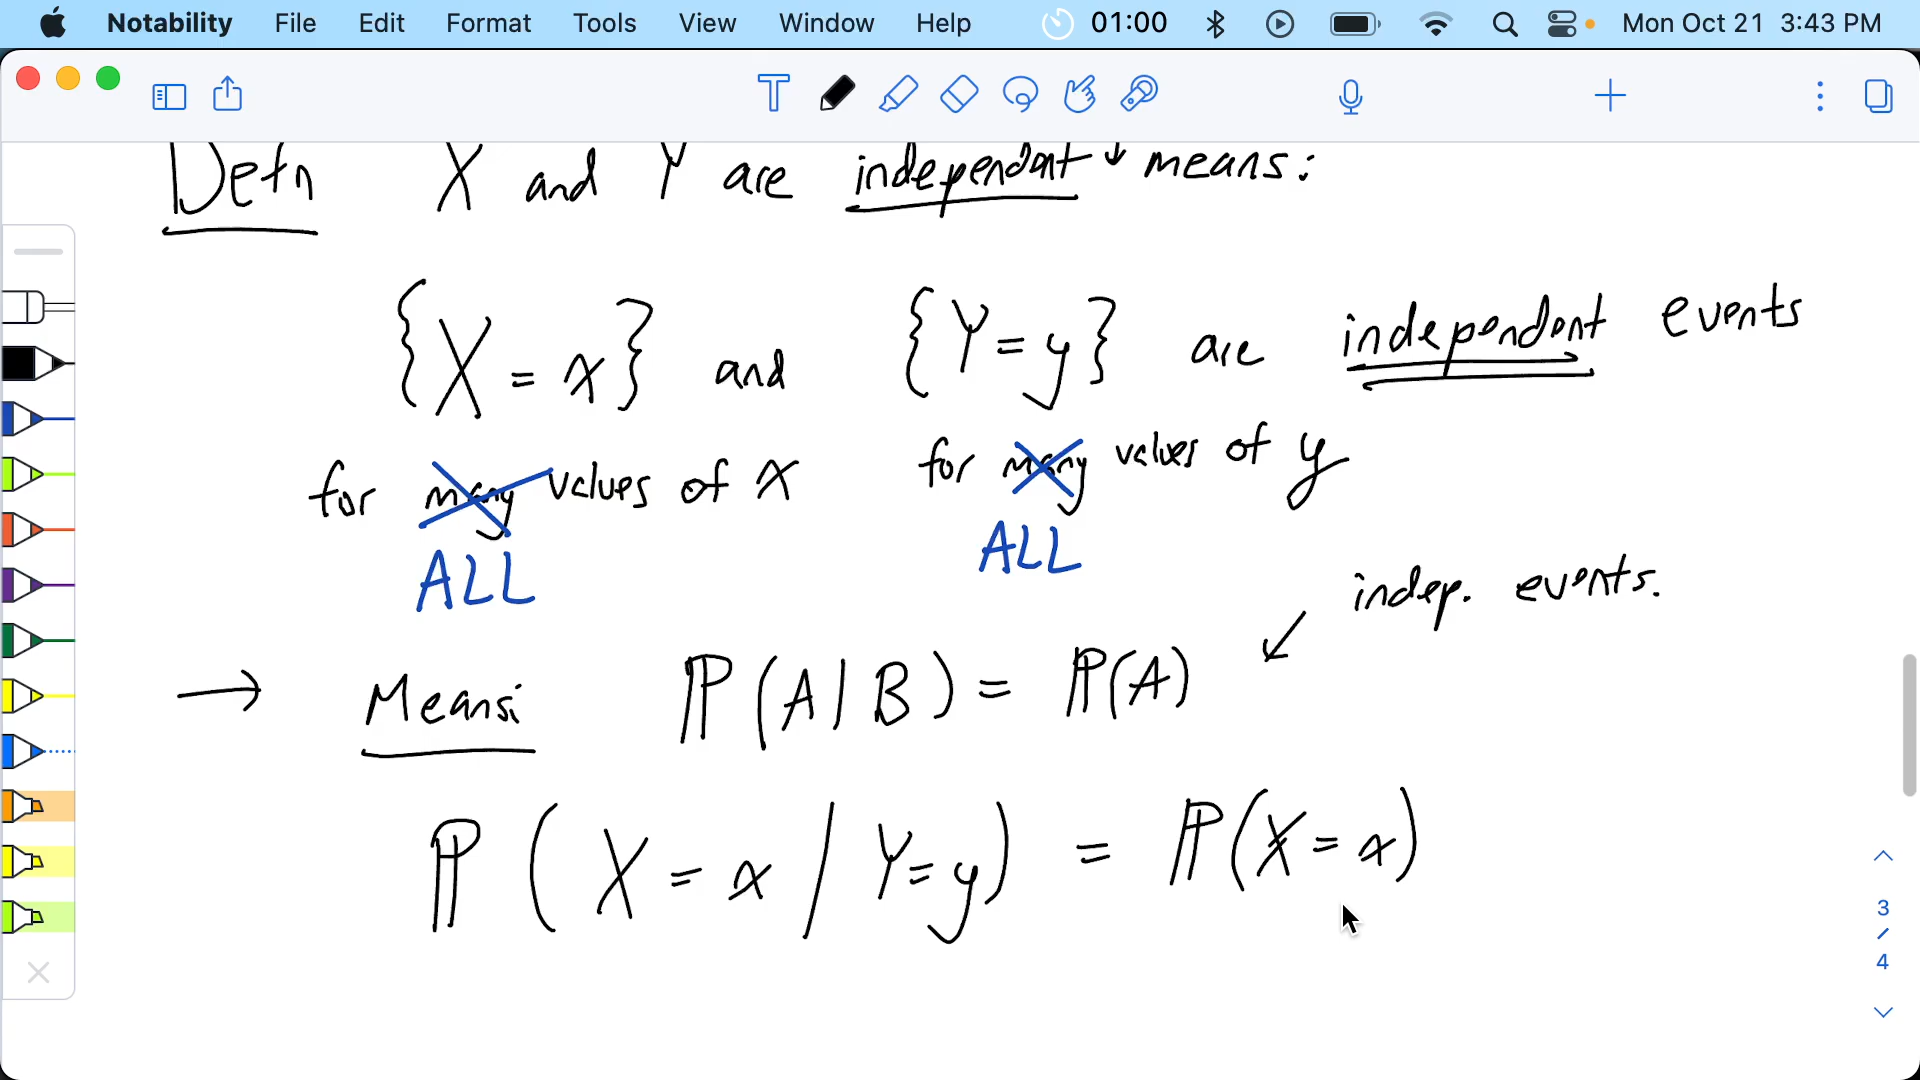 Notability File Edit Format Tools View Window Help 01:00 Mon Oct 21 3:43 PM
Defn X and Y are independent means:
{X = x} and {Y = y} are independent events
for many values of x for many values of y
ALL ALL
indep. events.
→ Means: ℙ(A|B) = ℙ(A)
ℙ(X = x | Y = y) = ℙ(X = x)
3
/
4